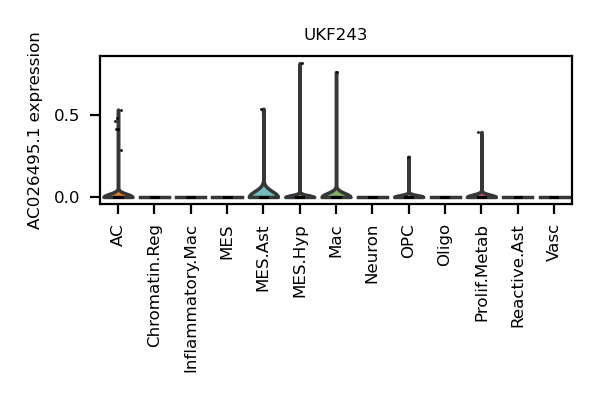 UKF243
AC026495.1 expression
0.5
0.0
AC
Chromatin.Reg
Inflammatory.Mac
MES
MES.Ast
MES.Hyp
Mac
Neuron
OPC
Oligo
Prolif.Metab
Reactive.Ast
Vasc